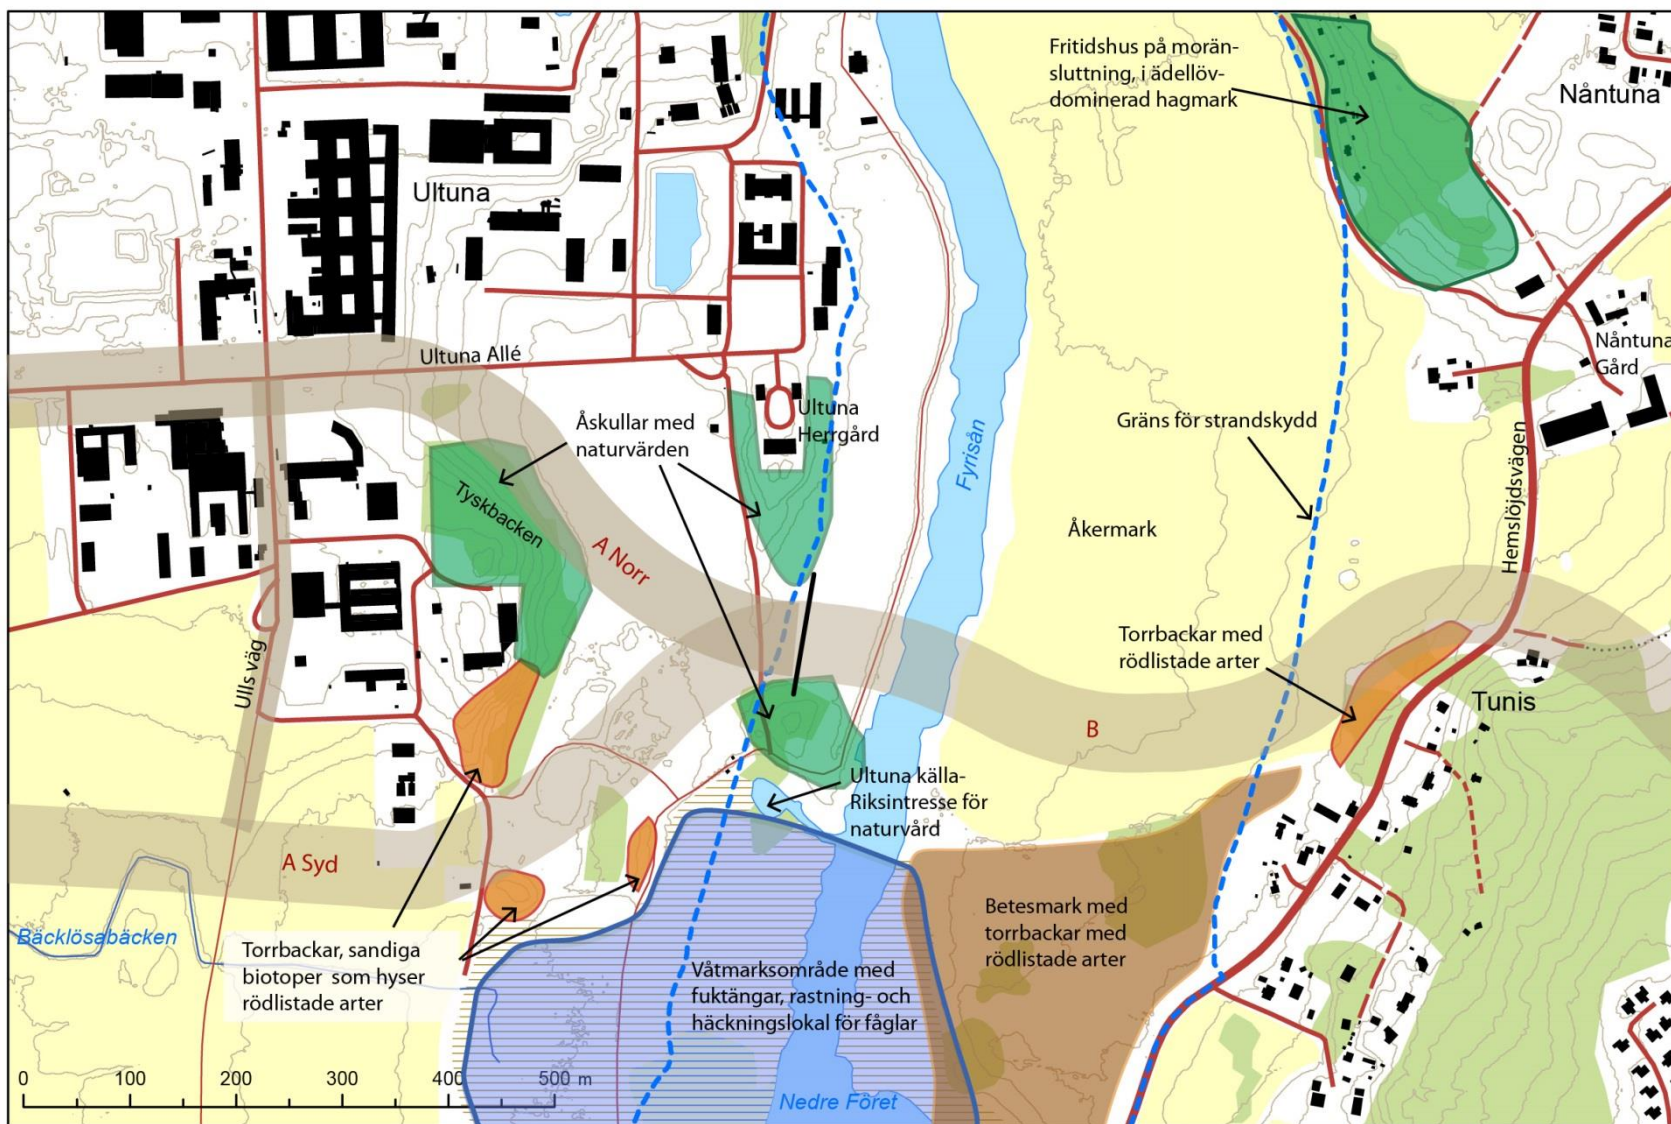 Fritidshus på morän-
sluttning, i ädellöv-
dominerad hagmark
Nåntuna
Ultuna
Ultuna Allé
Nåntuna
Gård
Åskullar med
naturvärden
Ultuna
Herrgård
Gräns för strandskydd
Fyrisån
Hemslöjdsvägen
Tyskbacken
Åkermark
A Norr
Torrbackar med
rödlistade arter
Ulls väg
Tunis
B
Ultuna källa-
Riksintresse för
naturvård
A Syd
Bäcklösabäcken
Torrbackar, sandiga
biotoper som hyser
rödlistade arter
Våtmarksområde med
fuktängar, rastning- och
häckningslokal för fåglar
Betesmark med
torrbackar med
rödlistade arter
0 100 200 300 400 500 m
Nedre Föret